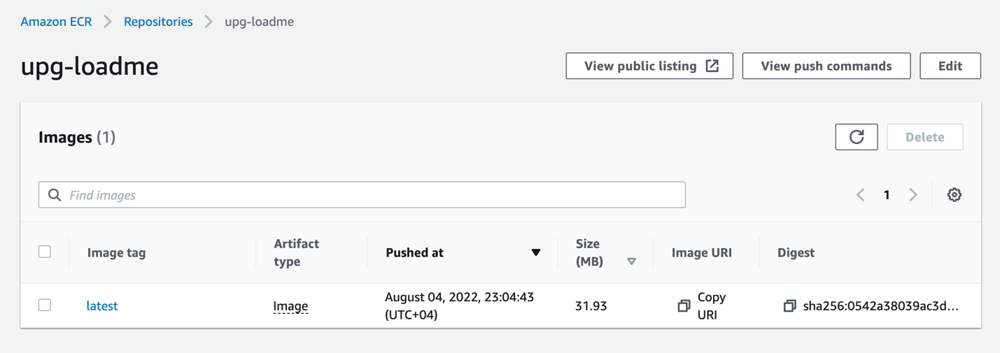 Amazon ECR > Repositories > upg-loadme
upg-loadme
View public listing
View push commands
Edit
Images (1)
Delete
Find images
1
Image tag
Artifact
type
Pushed at
Size
(MB)
Image URI
Digest
latest
Image
August 04, 2022, 23:04:43
(UTC+04)
31.93
Copy
URI
sha256:0542a38039ac3d...